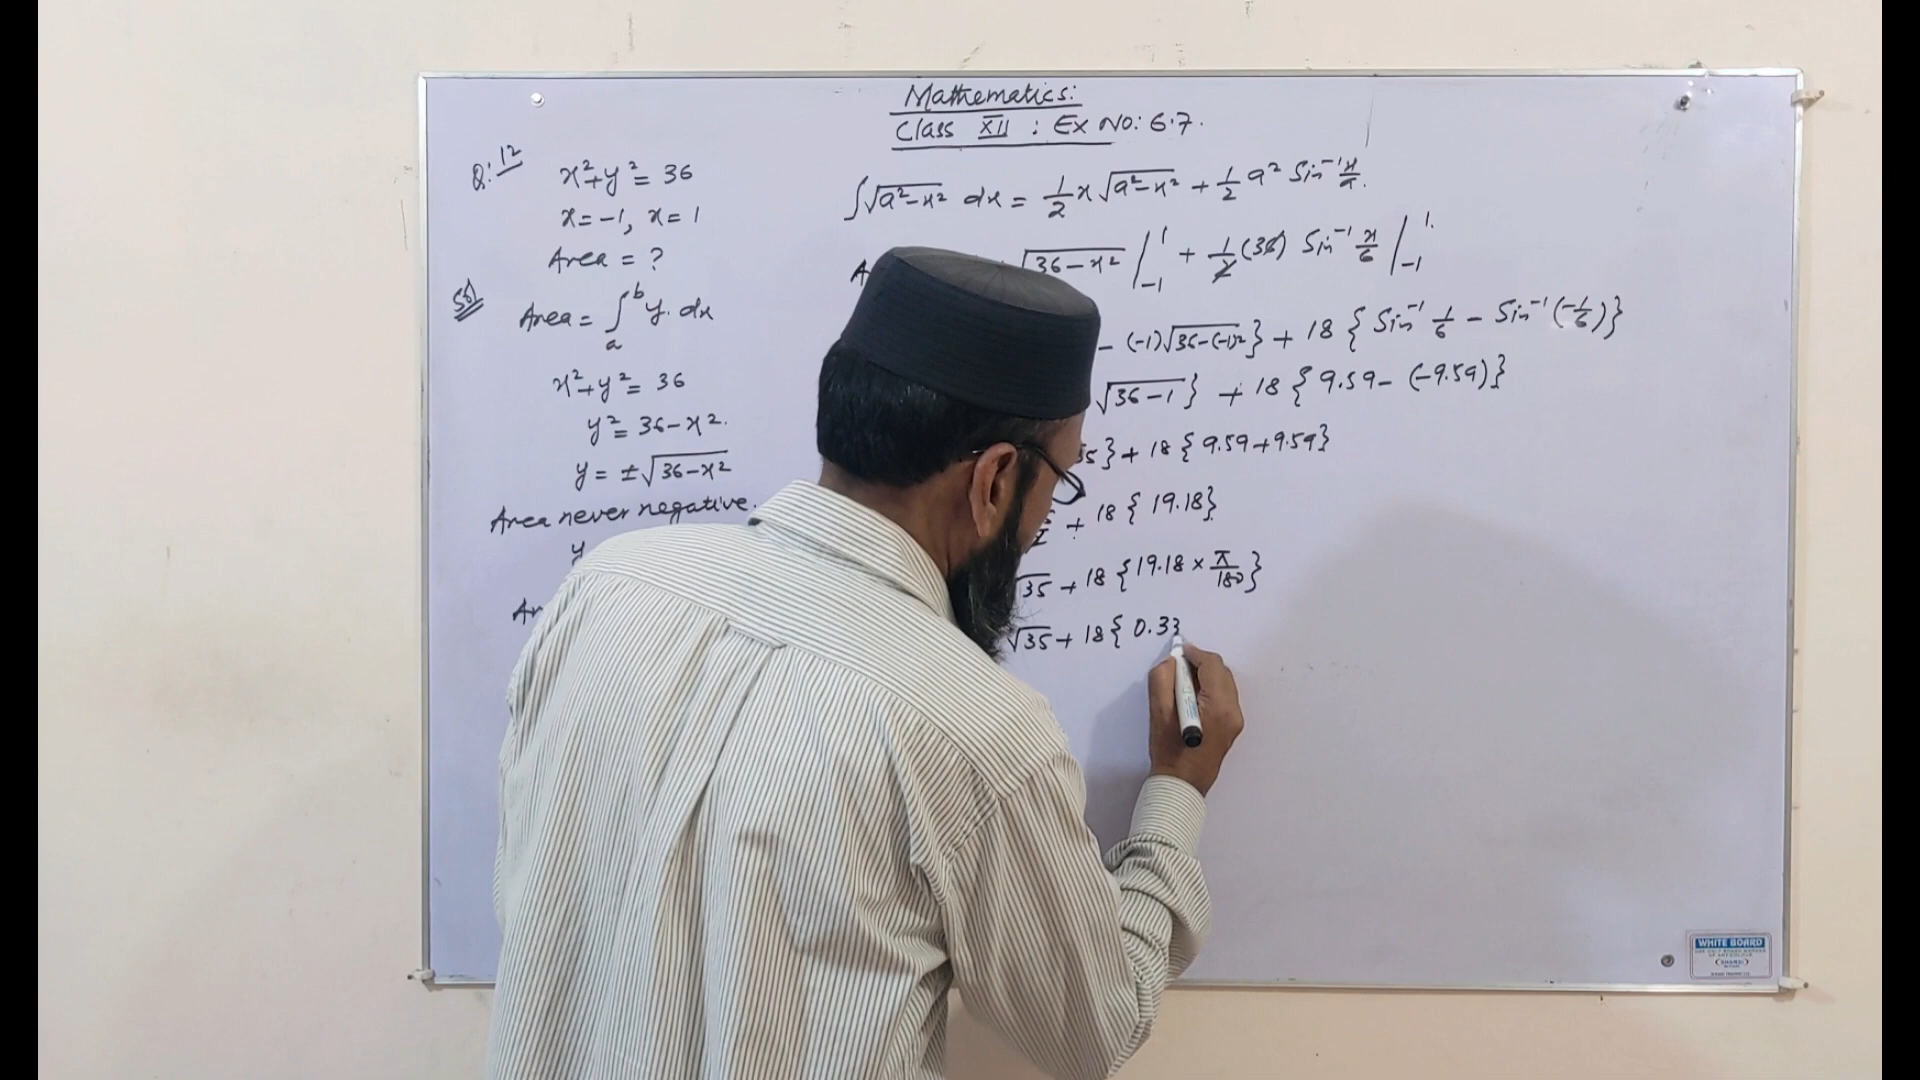 Mathematics:
Class XII : Ex No: 6.7.
Q: 12
x² + y² = 36
x = -1, x = 1
Area = ?
Sol
Area = ∫ₐᵇ y. dx
x² + y² = 36
y² = 36 - x².
y = ±√(36-x²)
Area never negative.
y
Ar
∫√(a²-x²) dx = 1/2 x √(a²-x²) + 1/2 a² Sin⁻¹ x/a.
A √(36-x²) |₋₁¹ + 1/2 (36) Sin⁻¹ x/6 |₋₁¹.
- (-1)√(36-(-1)²)} + 18 { Sin⁻¹ 1/6 - Sin⁻¹ (-1/6)}
√(36-1)} + 18 { 9.59 - (-9.59)}
35} + 18 { 9.59 + 9.59}
+ 18 { 19.18}
√35 + 18 {19.18 × π/180}
√35 + 18 { 0.33
WHITE BOARD